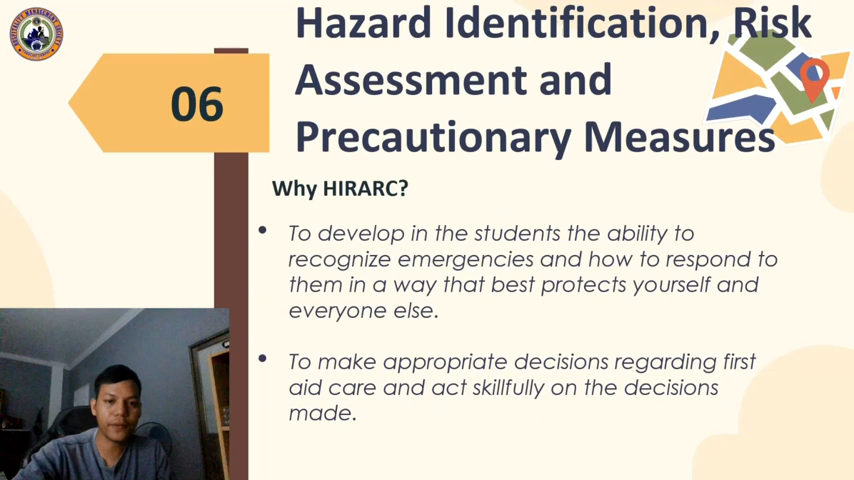 06
Hazard Identification, Risk
Assessment and
Precautionary Measures
Why HIRARC?
• To develop in the students the ability to
recognize emergencies and how to respond to
them in a way that best protects yourself and
everyone else.
• To make appropriate decisions regarding first
aid care and act skillfully on the decisions
made.